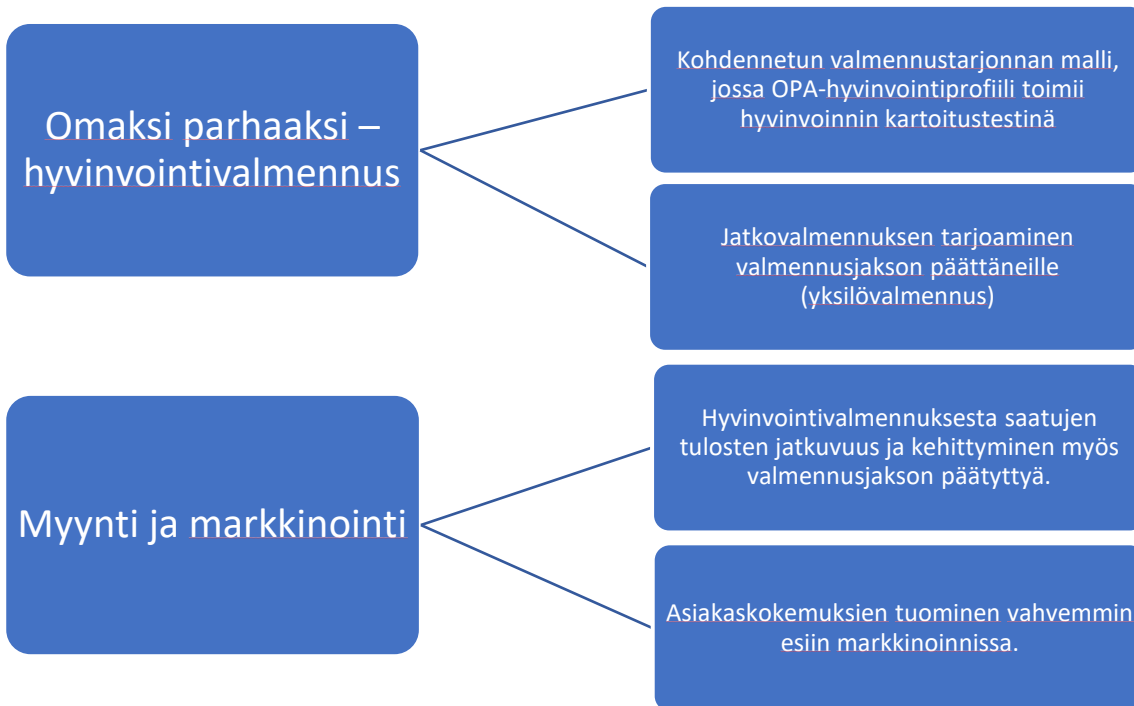 Omaksi parhaaksi –
hyvinvointivalmennus
Kohdennetun valmennustarjonnan malli,
jossa OPA-hyvinvointiprofiili toimii
hyvinvoinnin kartoitustestinä
Jatkovalmennuksen tarjoaminen
valmennusjakson päättäneille
(yksilövalmennus)
Myynti ja markkinointi
Hyvinvointivalmennuksesta saatujen
tulosten jatkuvuus ja kehittyminen myös
valmennusjakson päätyttyä.
Asiakaskokemuksien tuominen vahvemmin
esiin markkinoinnissa.